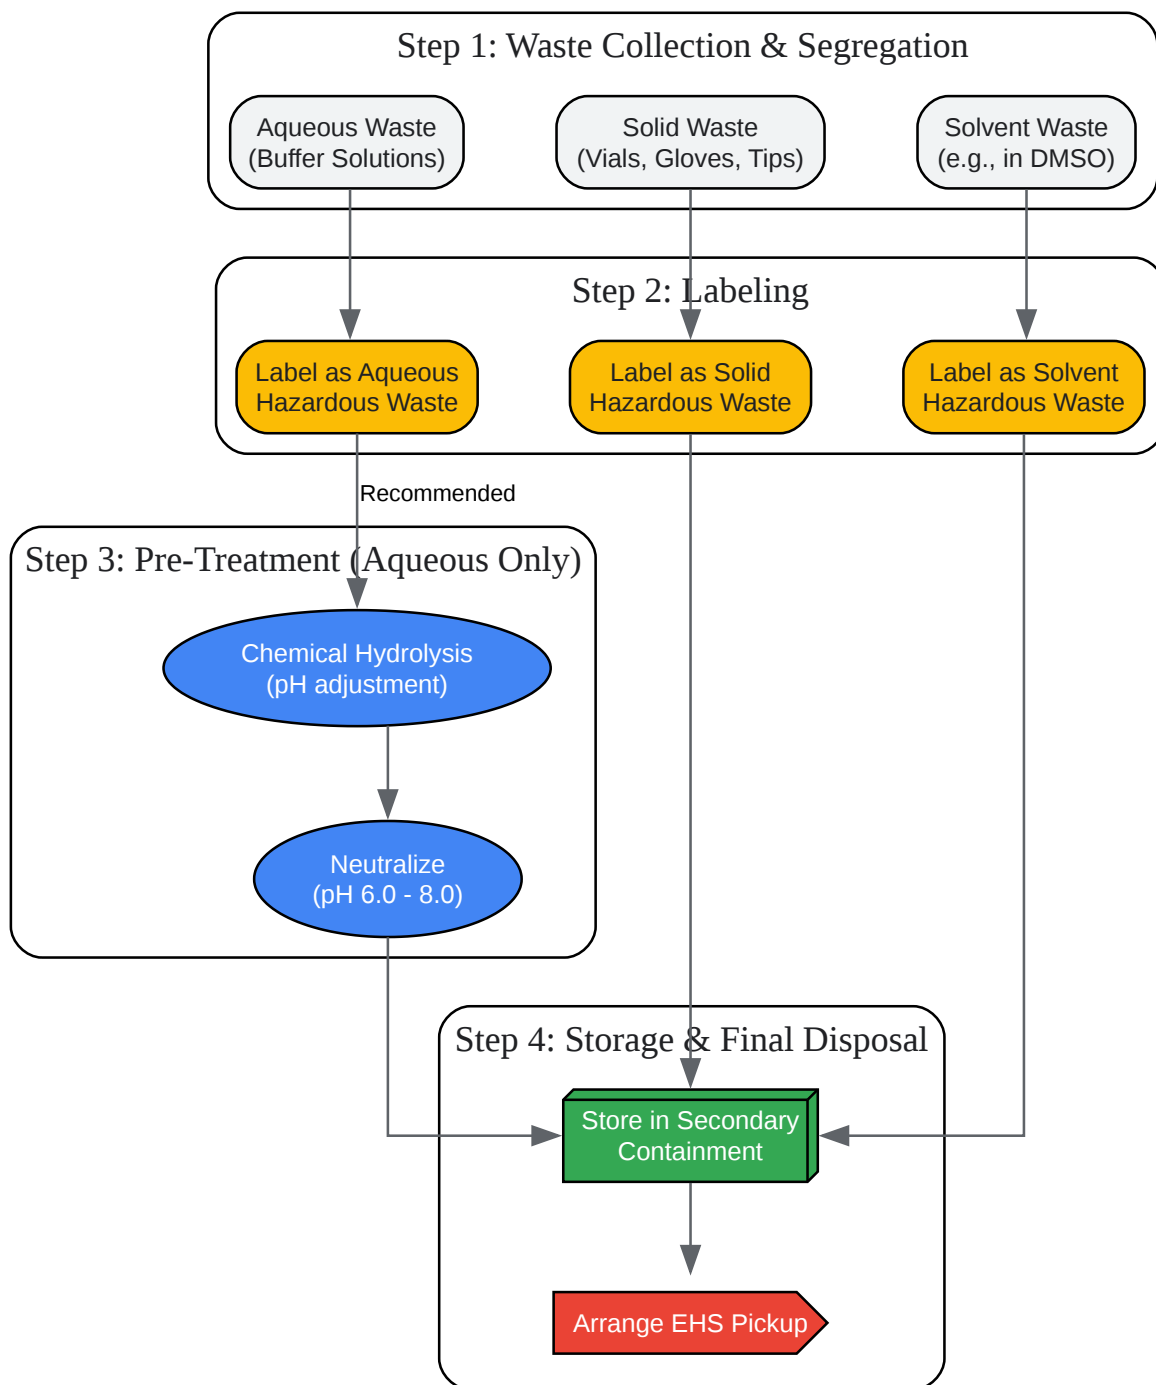 Step 1: Waste Collection & Segregation
Aqueous Waste
(Buffer Solutions)
Solid Waste
(Vials, Gloves, Tips)
Solvent Waste
(e.g., in DMSO)
Step 2: Labeling
Label as Aqueous
Hazardous Waste
Label as Solid
Hazardous Waste
Label as Solvent
Hazardous Waste
Recommended
Step 3: Pre-Treatment (Aqueous Only)
Chemical Hydrolysis
(pH adjustment)
Neutralize
(pH 6.0 - 8.0)
Step 4: Storage & Final Disposal
Store in Secondary
Containment
Arrange EHS Pickup